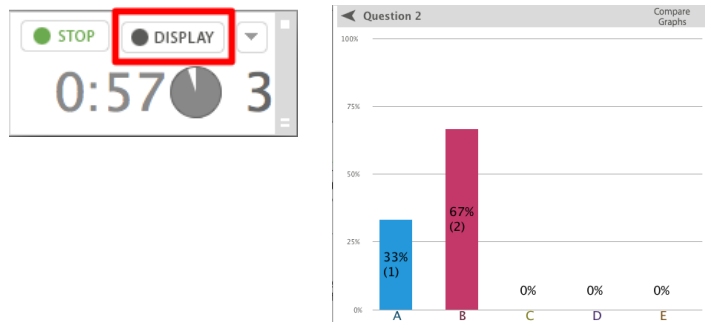 STOP
DISPLAY
0:57
3
Question 2
Compare
Graphs
100%
75%
50%
25%
0%
33%
(1)
67%
(2)
0%
0%
0%
A
B
C
D
E